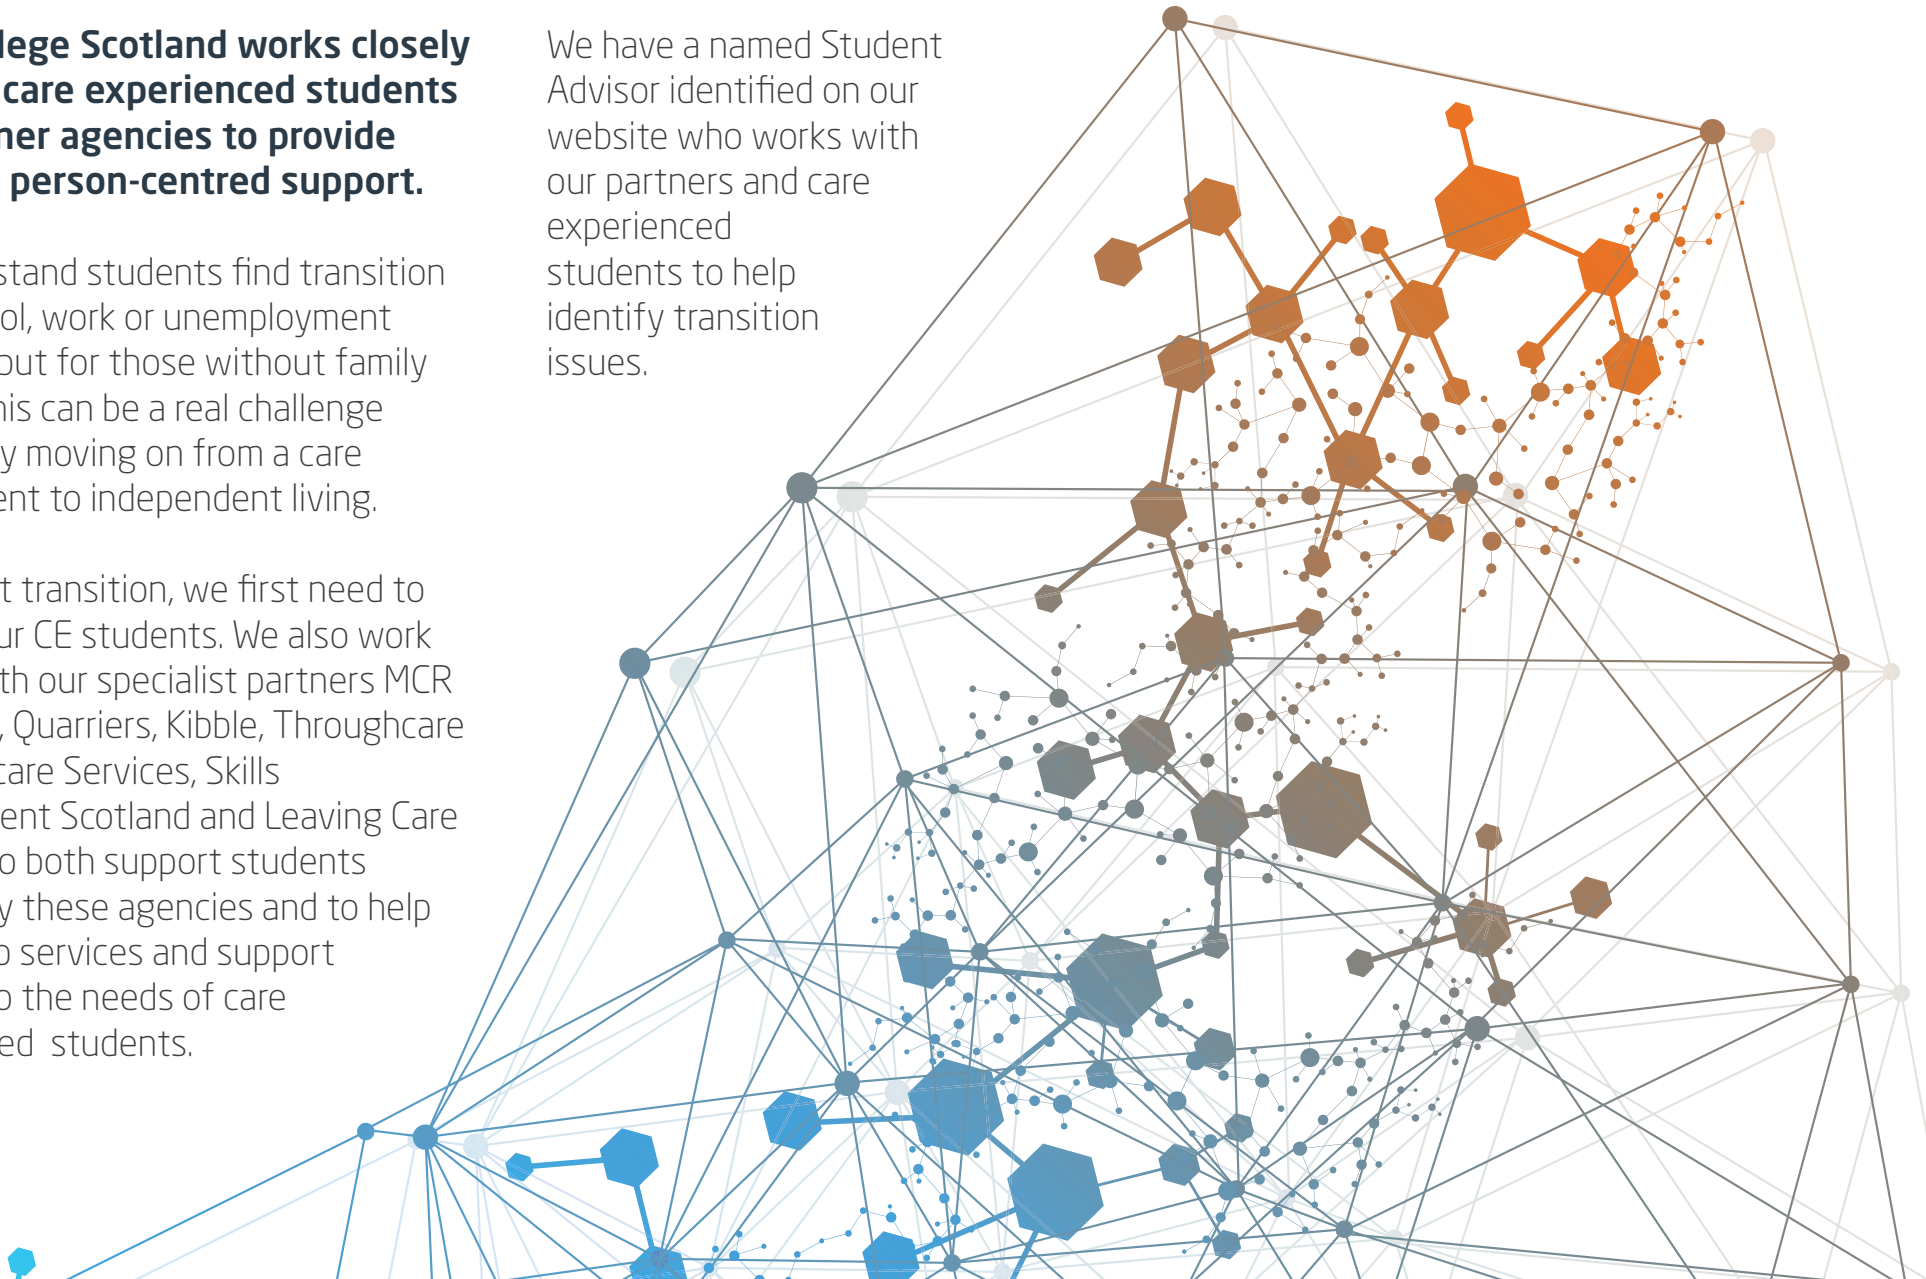 lege Scotland works closely
care experienced students
ner agencies to provide
person-centred support.
stand students find transition
ol, work or unemployment
out for those without family
nis can be a real challenge
y moving on from a care
ent to independent living.
t transition, we first need to
ur CE students. We also work
th our specialist partners MCR
, Quarriers, Kibble, Throughcare
care Services, Skills
ent Scotland and Leaving Care
o both support students
y these agencies and to help
o services and support
o the needs of care
ed students.
We have a named Student
Advisor identified on our
website who works with
our partners and care
experienced
students to help
identify transition
issues.